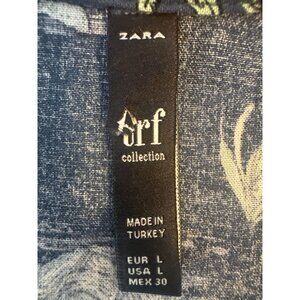 ZARA
trf
collection
MADE IN
TURKEY
EUR L
USA L
MEX 30